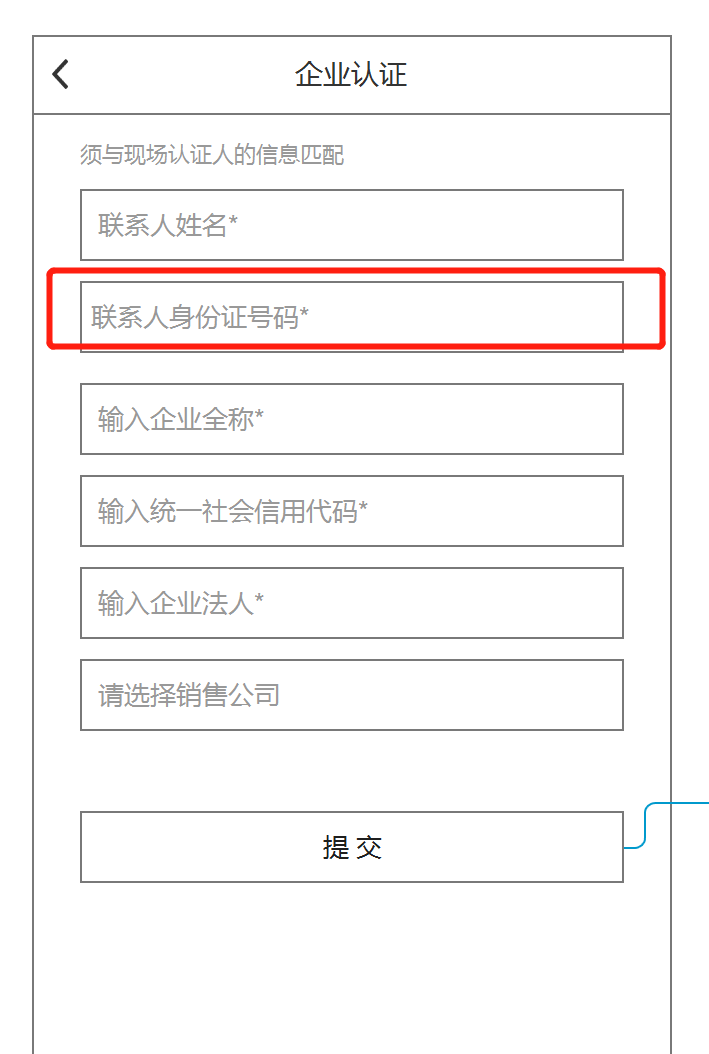 企业认证
须与现场认证人的信息匹配
联系人姓名*
联系人身份证号码*
输入企业全称*
输入统一社会信用代码*
输入企业法人*
请选择销售公司
提 交